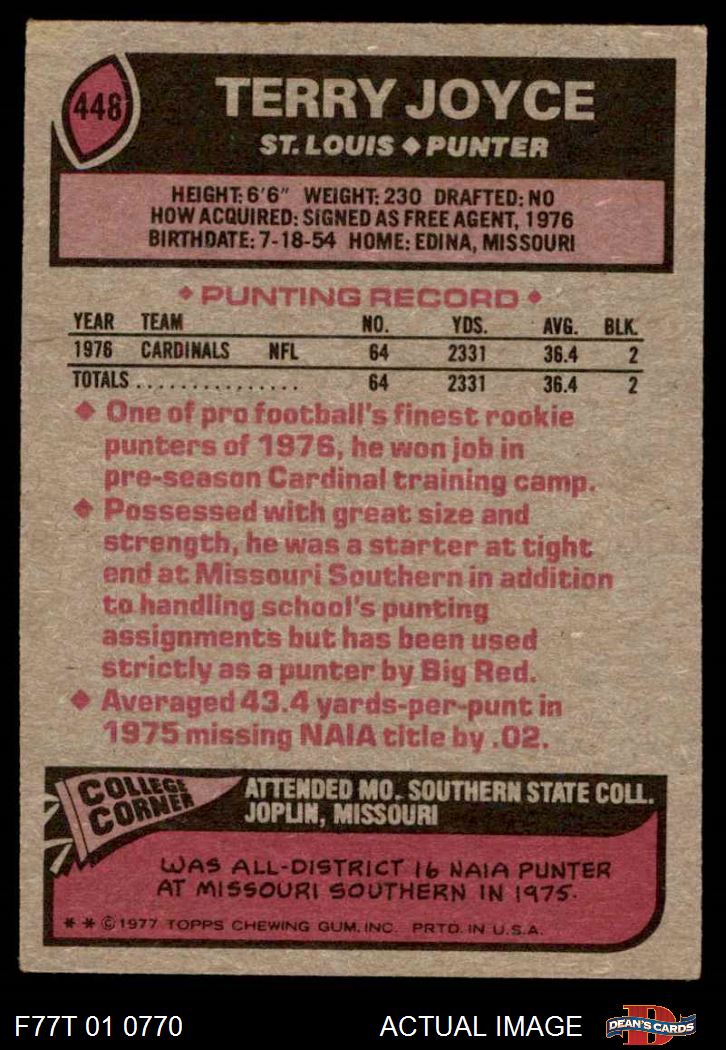 448
TERRY JOYCE
ST. LOUIS ◆ PUNTER
HEIGHT: 6'6" WEIGHT: 230 DRAFTED: NO
HOW ACQUIRED: SIGNED AS FREE AGENT, 1976
BIRTHDATE: 7-18-54 HOME: EDINA, MISSOURI
◆ PUNTING RECORD ◆
YEAR TEAM NO. YDS. AVG. BLK.
1976 CARDINALS NFL 64 2331 36.4 2
TOTALS............... 64 2331 36.4 2
◆ One of pro football's finest rookie
punters of 1976, he won job in
pre-season Cardinal training camp.
◆ Possessed with great size and
strength, he was a starter at tight
end at Missouri Southern in addition
to handling school's punting
assignments but has been used
strictly as a punter by Big Red.
◆ Averaged 43.4 yards-per-punt in
1975 missing NAIA title by .02.
COLLEGE
CORNER
ATTENDED MO. SOUTHERN STATE COLL.
JOPLIN, MISSOURI
WAS ALL-DISTRICT 16 NAIA PUNTER
AT MISSOURI SOUTHERN IN 1975.
* * © 1977 TOPPS CHEWING GUM, INC. PRTD. IN U.S.A.
F77T 01 0770
ACTUAL IMAGE
D
DEAN'S CARDS